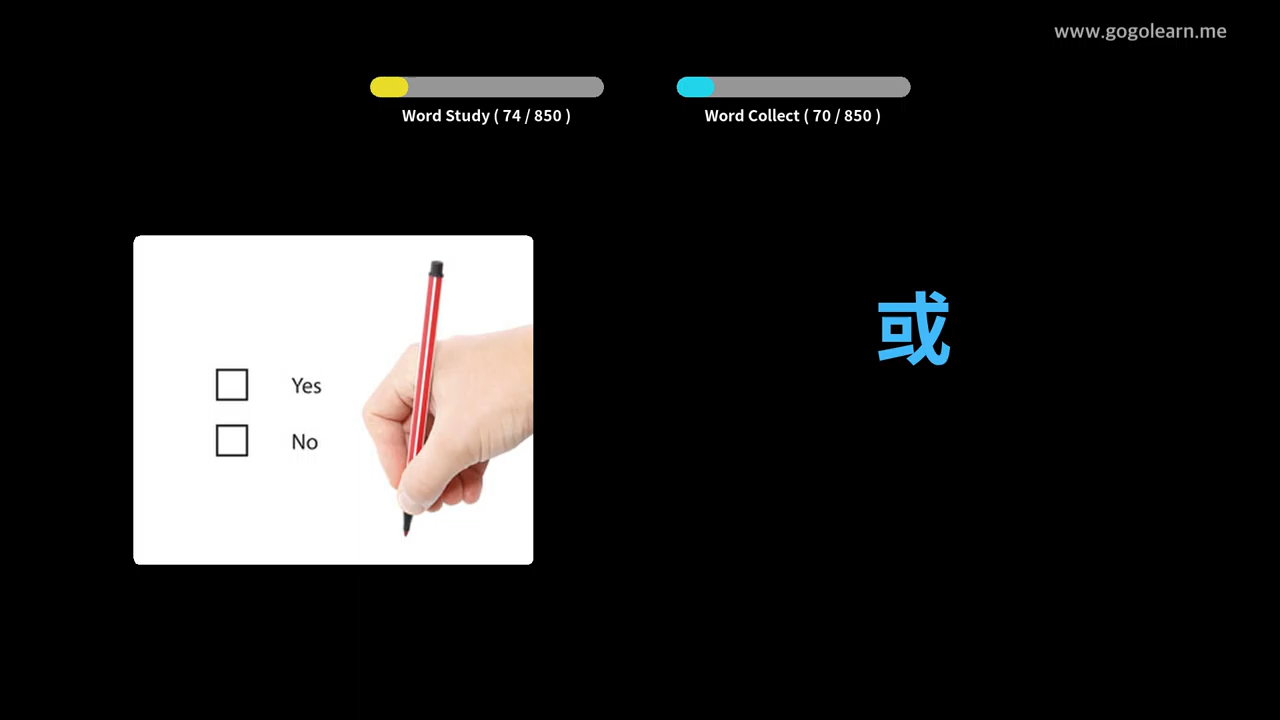 www.gogolearn.me
Word Study ( 74 / 850 )
Word Collect ( 70 / 850 )
或
Yes
No